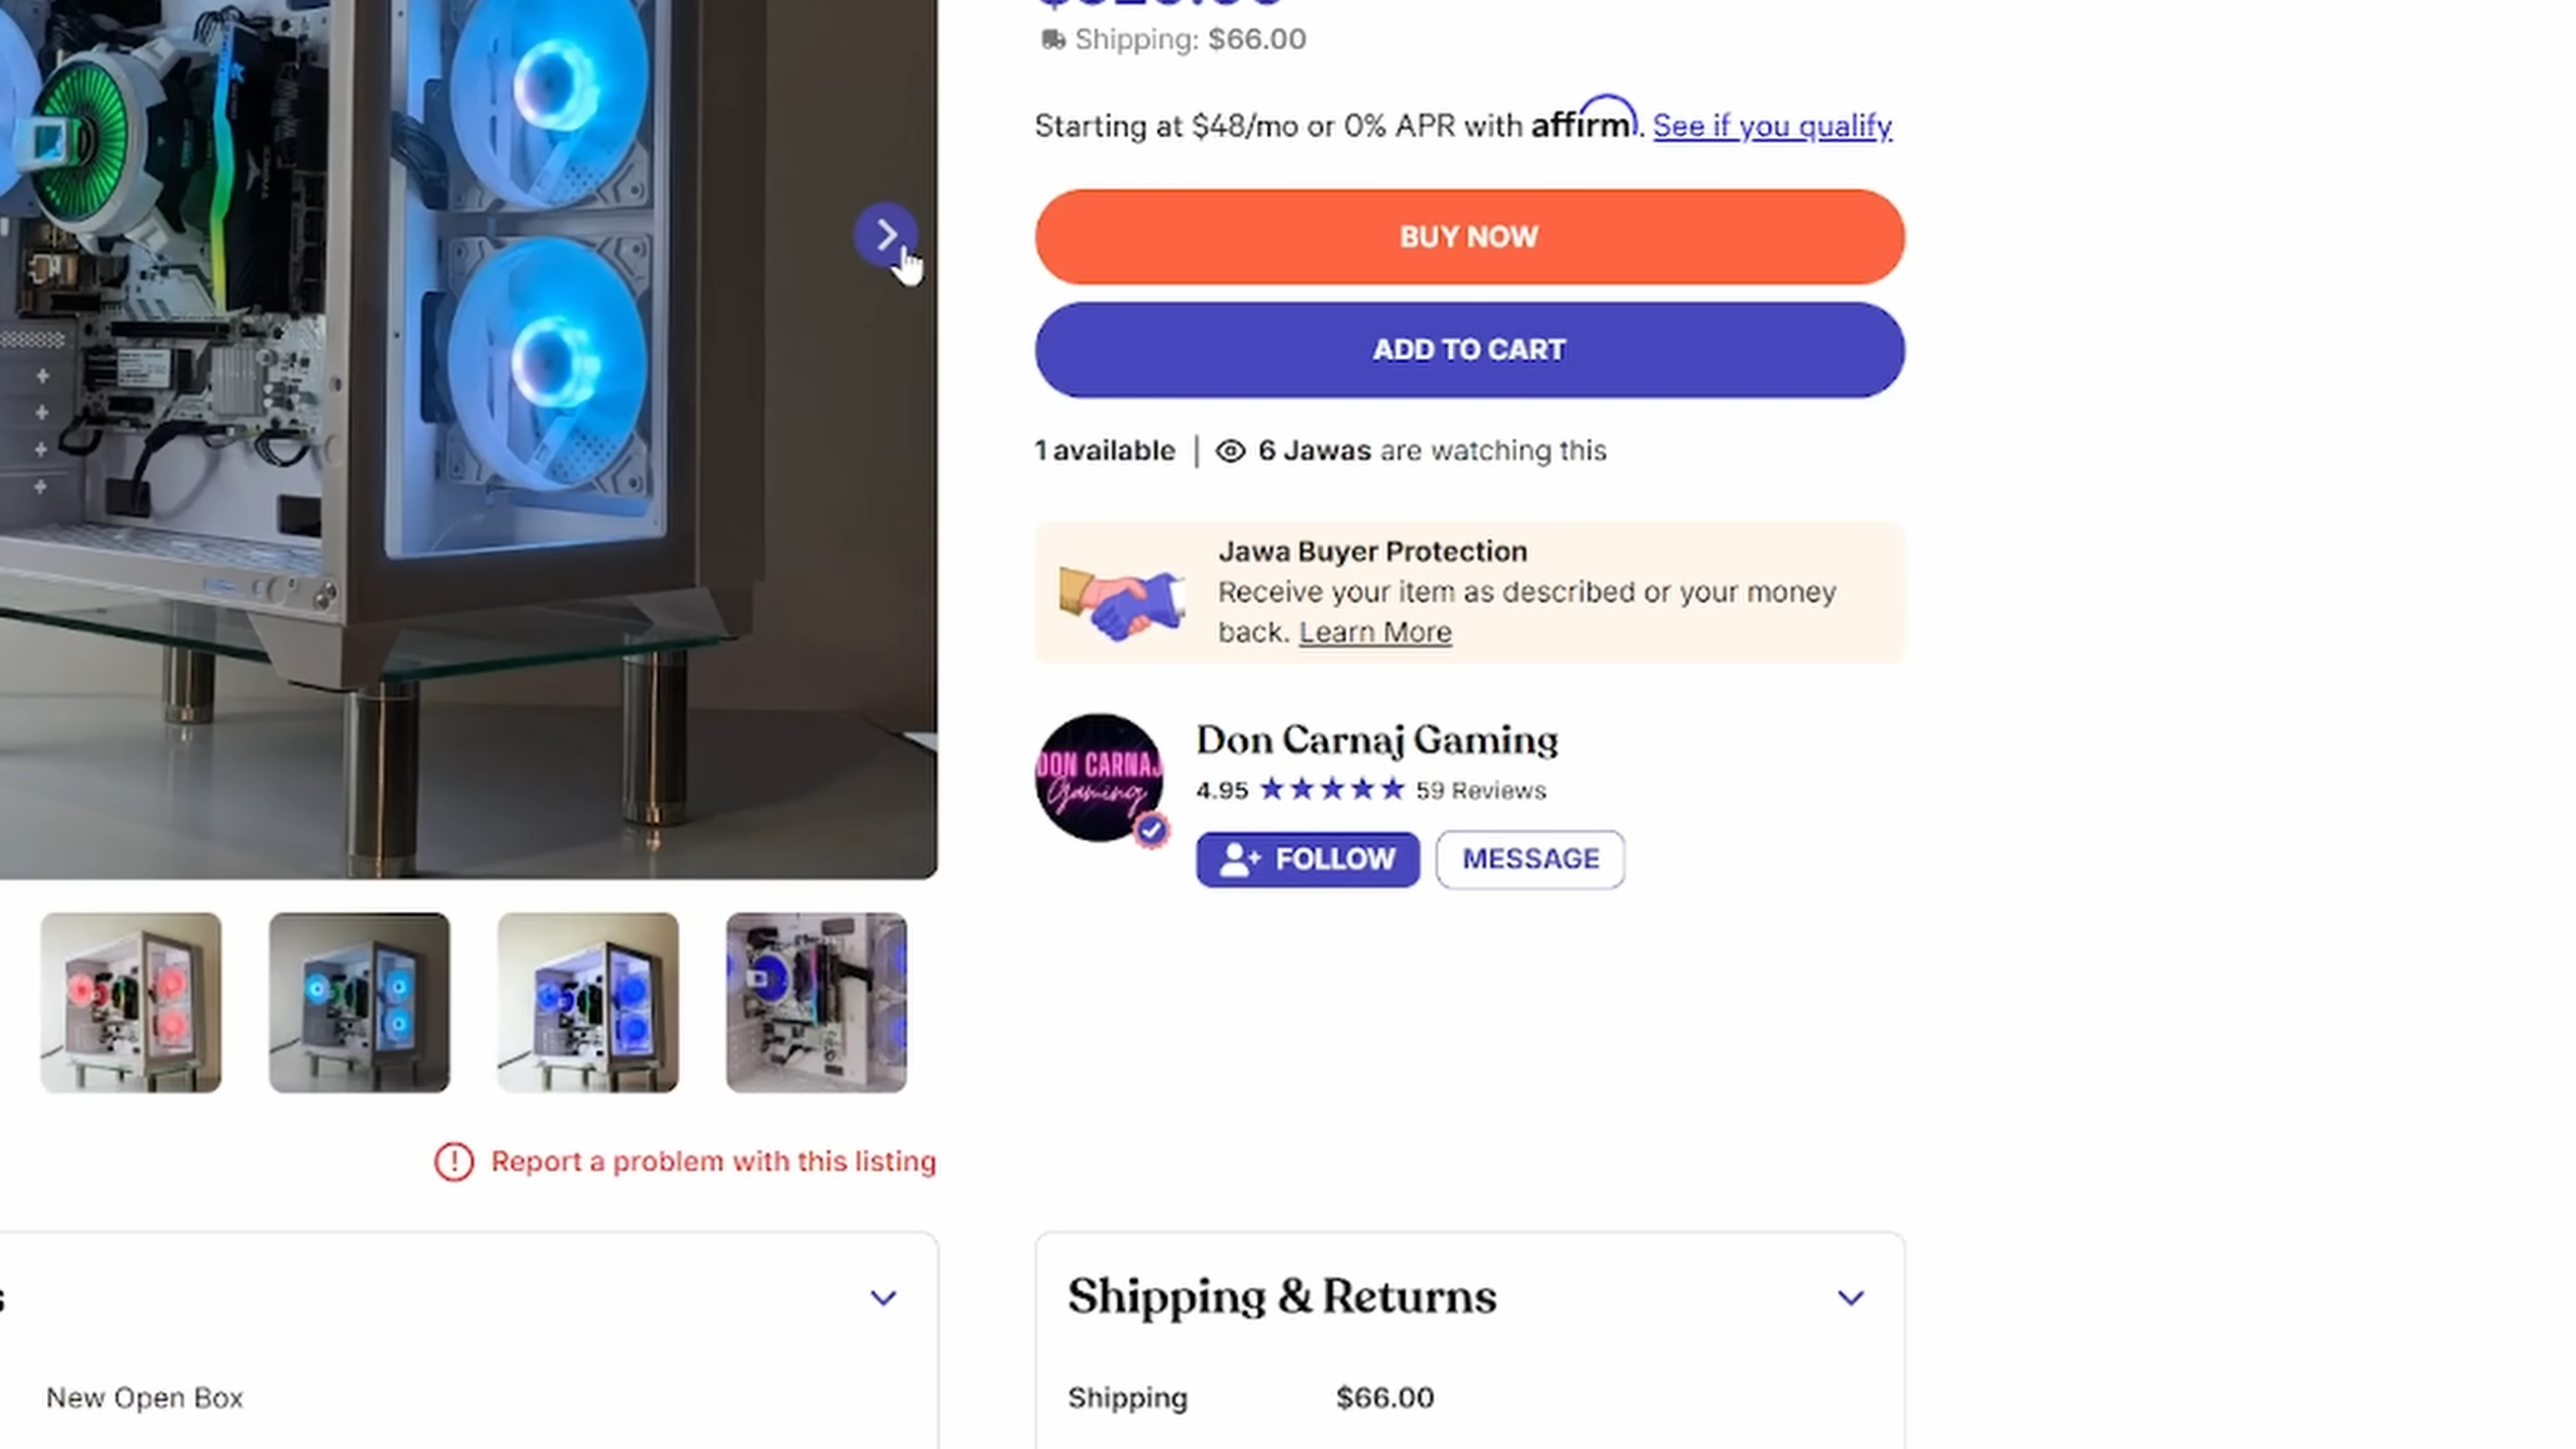 Shipping: $66.00
Starting at $48/mo or 0% APR with affirm. See if you qualify
BUY NOW
ADD TO CART
1 available | 6 Jawas are watching this
Jawa Buyer Protection
Receive your item as described or your money
back. Learn More
DON CARNAJ
Gaming
Don Carnaj Gaming
4.95 ★★★★★ 59 Reviews
FOLLOW
MESSAGE
Report a problem with this listing
Shipping & Returns
New Open Box
Shipping $66.00